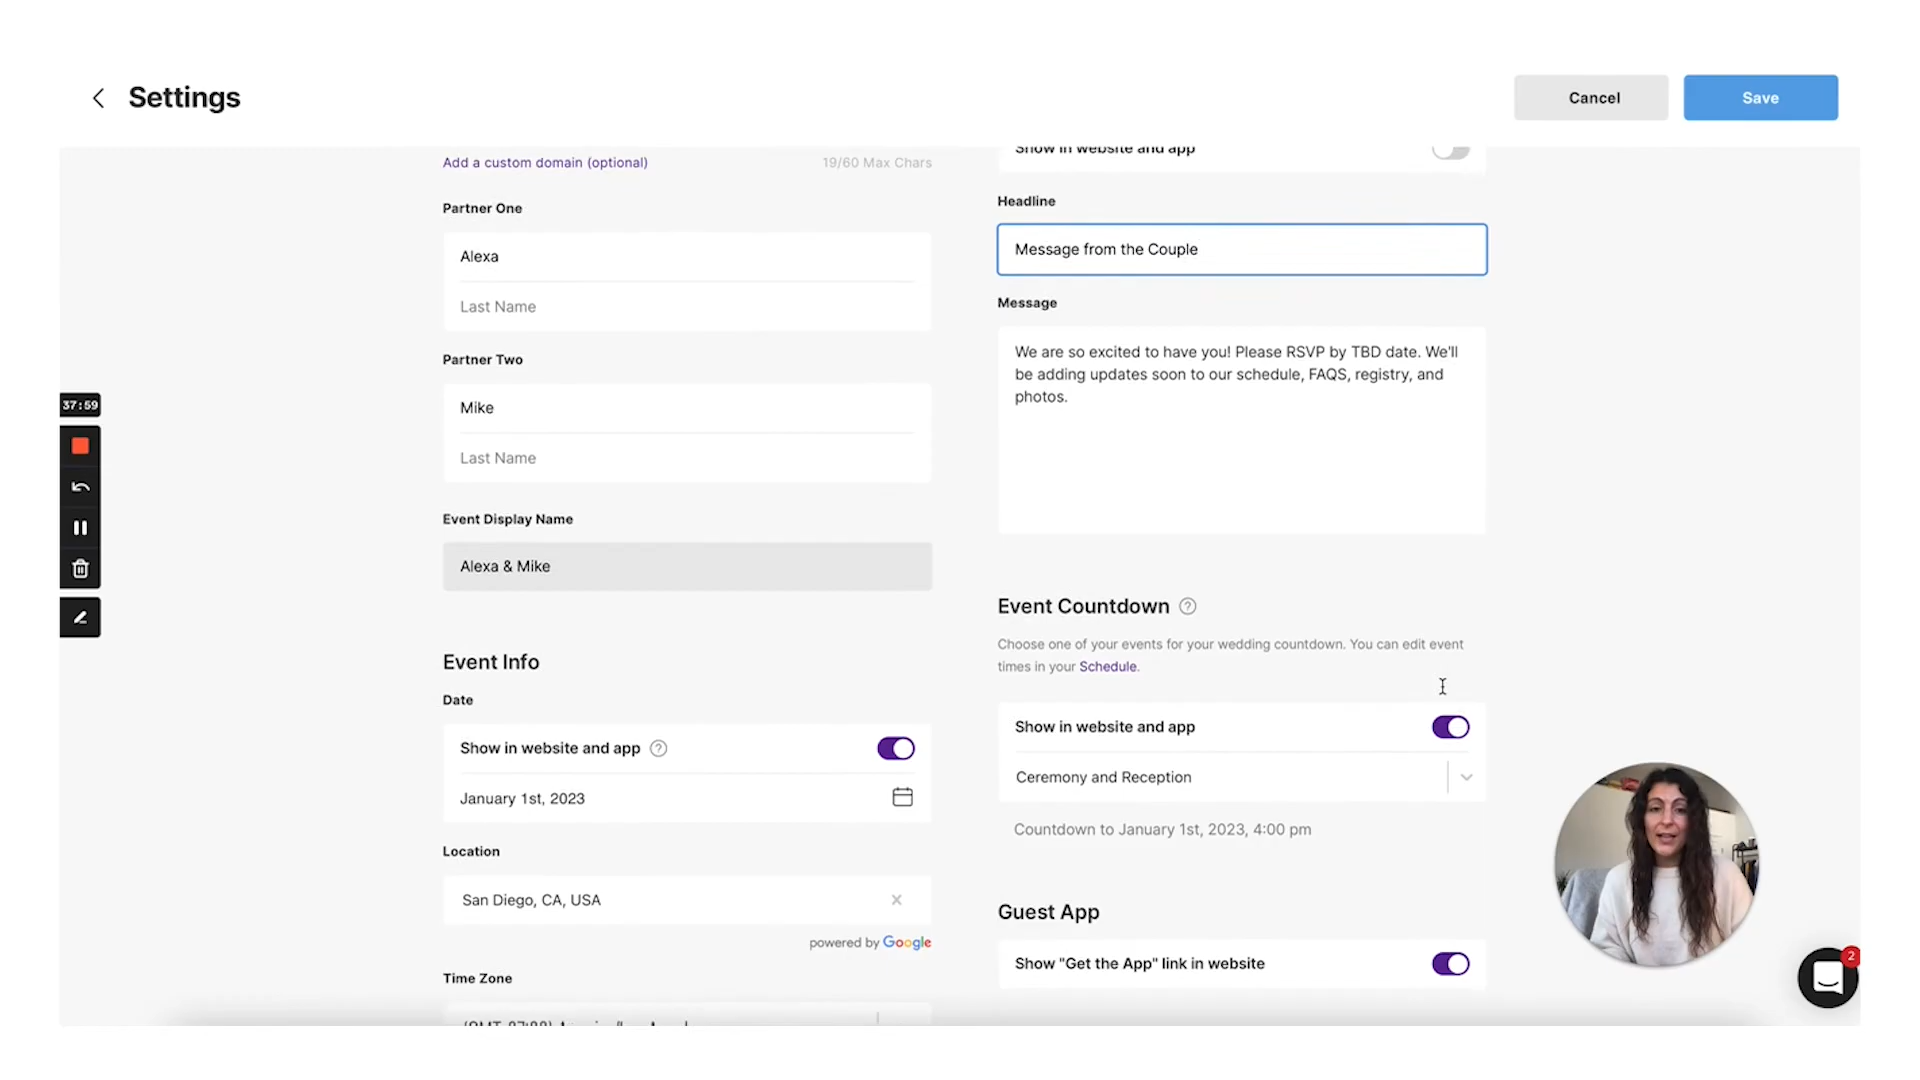 Settings
Cancel
Save
Add a custom domain (optional)
19/60 Max Chars
Partner One
Alexa
Last Name
Partner Two
Mike
Last Name
Event Display Name
Alexa & Mike
Event Info
Date
Show in website and app ?
January 1st, 2023
Location
San Diego, CA, USA
powered by Google
Time Zone
Show in website and app
Headline
Message from the Couple
Message
We are so excited to have you! Please RSVP by TBD date. We'll
be adding updates soon to our schedule, FAQS, registry, and
photos.
Event Countdown ?
Choose one of your events for your wedding countdown. You can edit event
times in your Schedule.
Show in website and app
Ceremony and Reception
Countdown to January 1st, 2023, 4:00 pm
Guest App
Show "Get the App" link in website
37:59
2